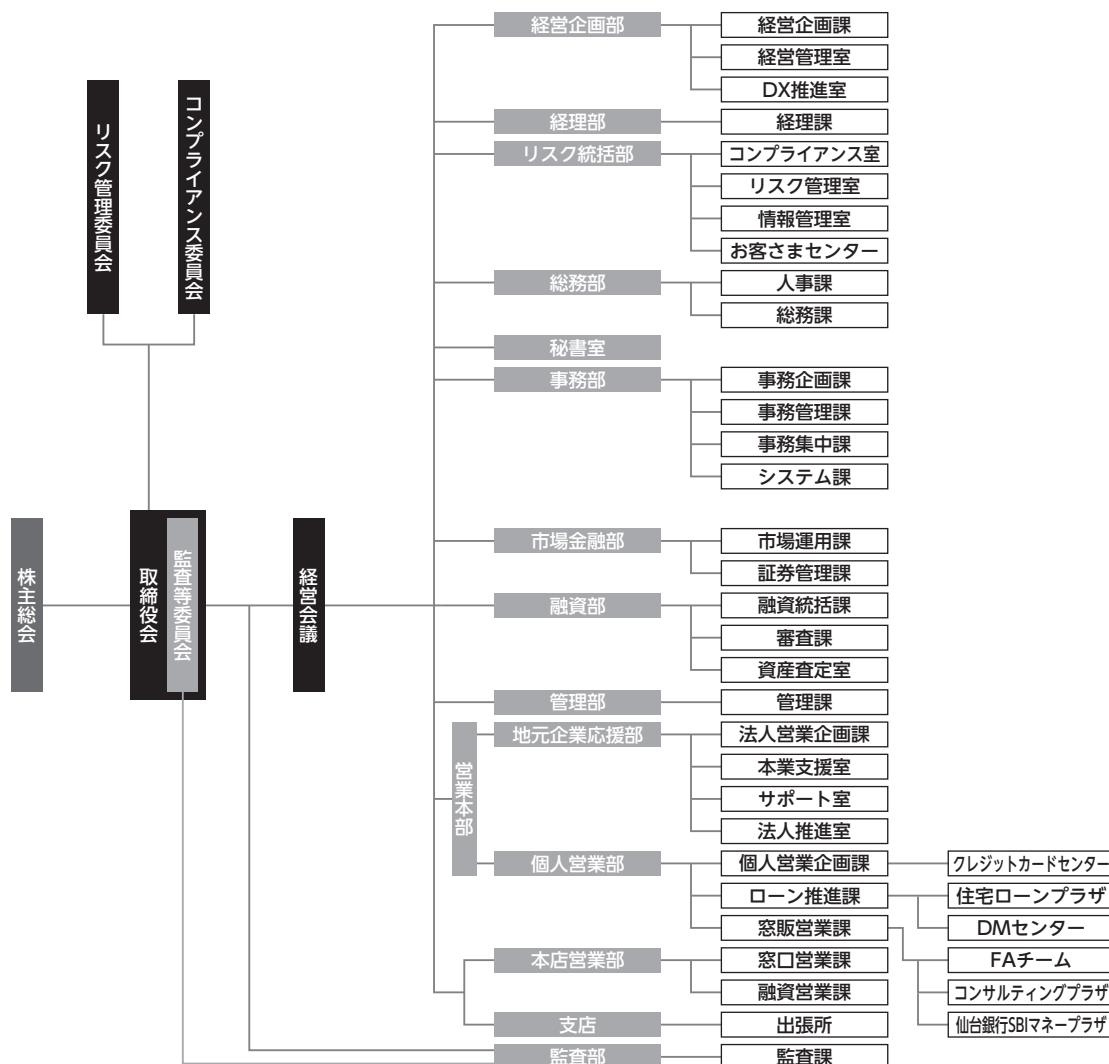 リスク管理委員会
コンプライアンス委員会
株主総会
取締役会
監査等委員会
経営会議
経営企画部
経営企画課
経営管理室
DX推進室
経理部
経理課
リスク統括部
コンプライアンス室
リスク管理室
情報管理室
お客さまセンター
総務部
人事課
総務課
秘書室
事務部
事務企画課
事務管理課
事務集中課
システム課
市場金融部
市場運用課
証券管理課
融資部
融資統括課
審査課
資産査定室
管理部
管理課
営業本部
地元企業応援部
法人営業企画課
本業支援室
サポート室
法人推進室
個人営業部
個人営業企画課
クレジットカードセンター
ローン推進課
住宅ローンプラザ
DMセンター
窓販営業課
FAチーム
コンサルティングプラザ
仙台銀行SBIマネープラザ
本店営業部
窓口営業課
融資営業課
支店
出張所
監査部
監査課